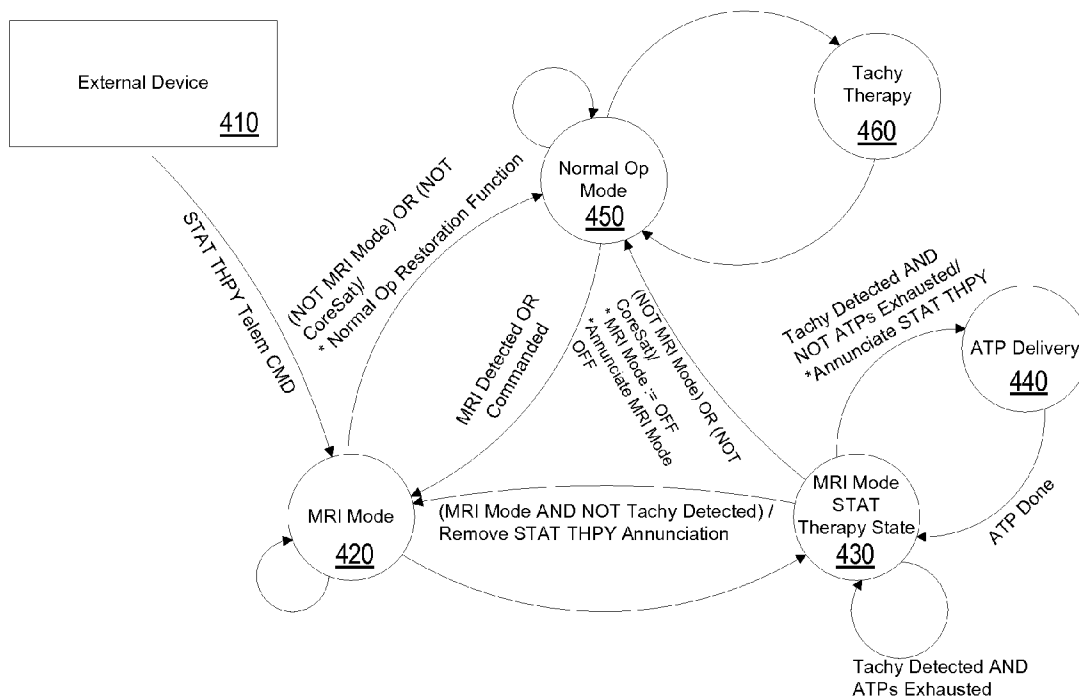 External Device
410
STAT THPY Telem CMD
(NOT MRI Mode) OR (NOT
CoreSat)/
* Normal Op Restoration Function
Normal Op
Mode
450
Tachy
Therapy
460
MRI Detected OR
Commanded
(NOT MRI Mode) OR (NOT
CoreSat)/
* MRI Mode := OFF
*Annunciate MRI Mode
OFF
Tachy Detected AND
NOT ATPs Exhausted/
*Annunciate STAT THPY
ATP Delivery
440
ATP Done
MRI Mode
420
(MRI Mode AND NOT Tachy Detected) /
Remove STAT THPY Annunciation
MRI Mode
STAT
Therapy State
430
Tachy Detected AND
ATPs Exhausted